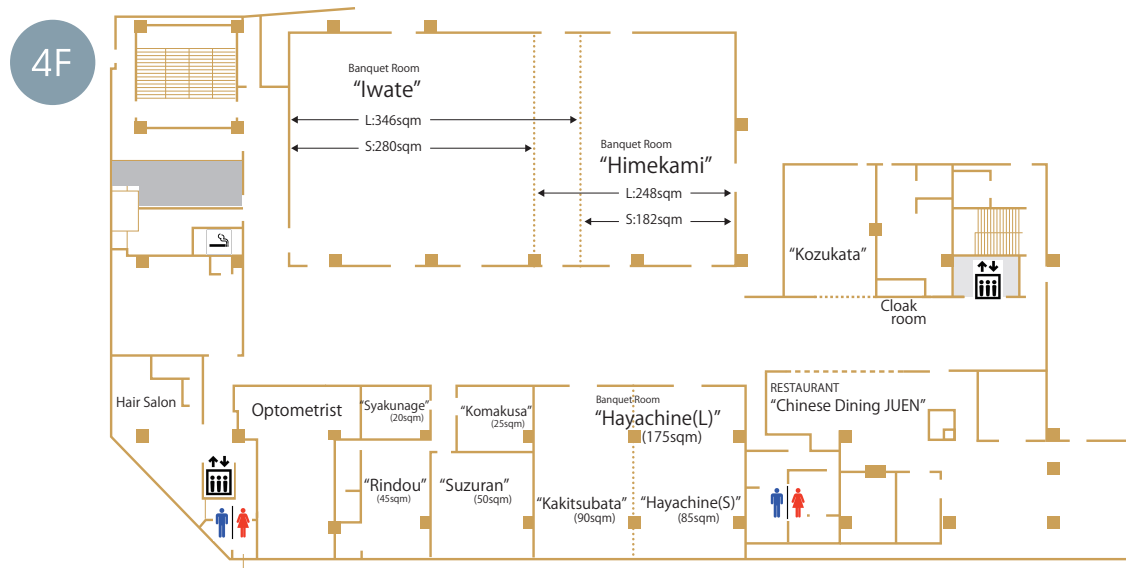 4F
Banquet Room
“Iwate”
L:346sqm
S:280sqm
Banquet Room
“Himekami”
L:248sqm
S:182sqm
“Kozukata”
Cloak
room
Hair Salon
Optometrist
“Syakunage”
(20sqm)
“Komakusa”
(25sqm)
Banquet Room
“Hayachine(L)”
(175sqm)
RESTAURANT
“Chinese Dining JUEN”
“Rindou”
(45sqm)
“Suzuran”
(50sqm)
“Kakitsubata”
(90sqm)
“Hayachine(S)”
(85sqm)